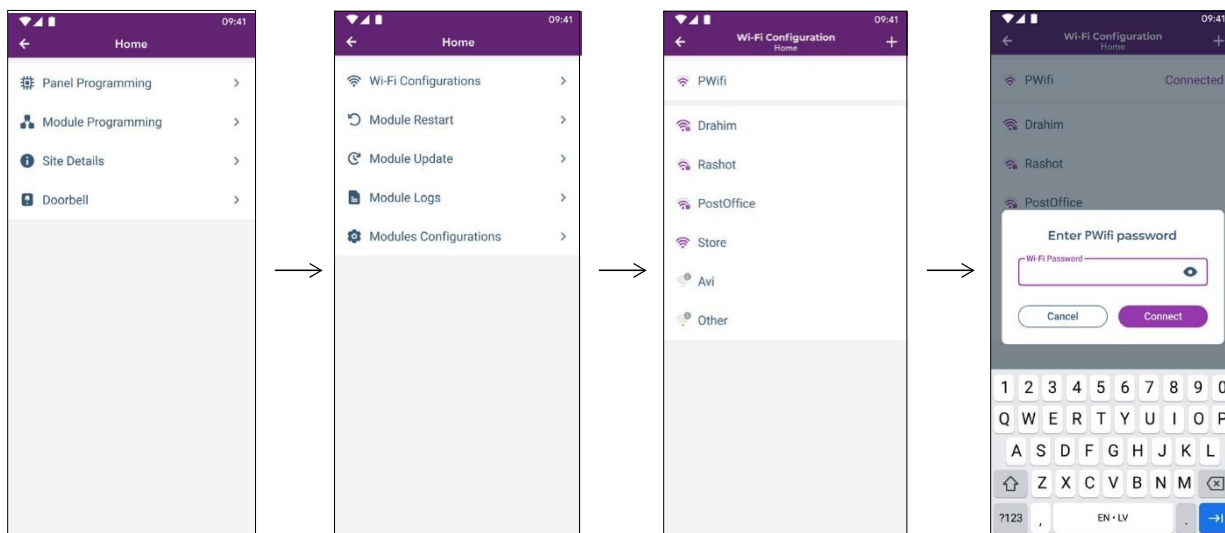 09:41
Home
Panel Programming
Module Programming
Site Details
Doorbell
09:41
Home
Wi-Fi Configurations
Module Restart
Module Update
Module Logs
Modules Configurations
09:41
Wi-Fi Configuration
Home
PWifi
Drahim
Rashot
PostOffice
Store
Avi
Other
09:41
Wi-Fi Configuration
Home
PWifi Connected
Drahim
Rashot
PostOffice
Enter PWifi password
Wi-Fi Password
Cancel Connect
1 2 3 4 5 6 7 8 9 0
Q W E R T Y U I O P
A S D F G H J K L
Z X C V B N M
?123 , EN • LV .